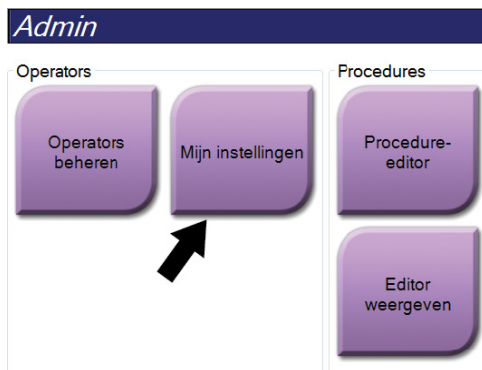 Admin
Operators
Operators
beheren
Mijn instellingen
Procedures
Procedure-
editor
Editor
weergeven